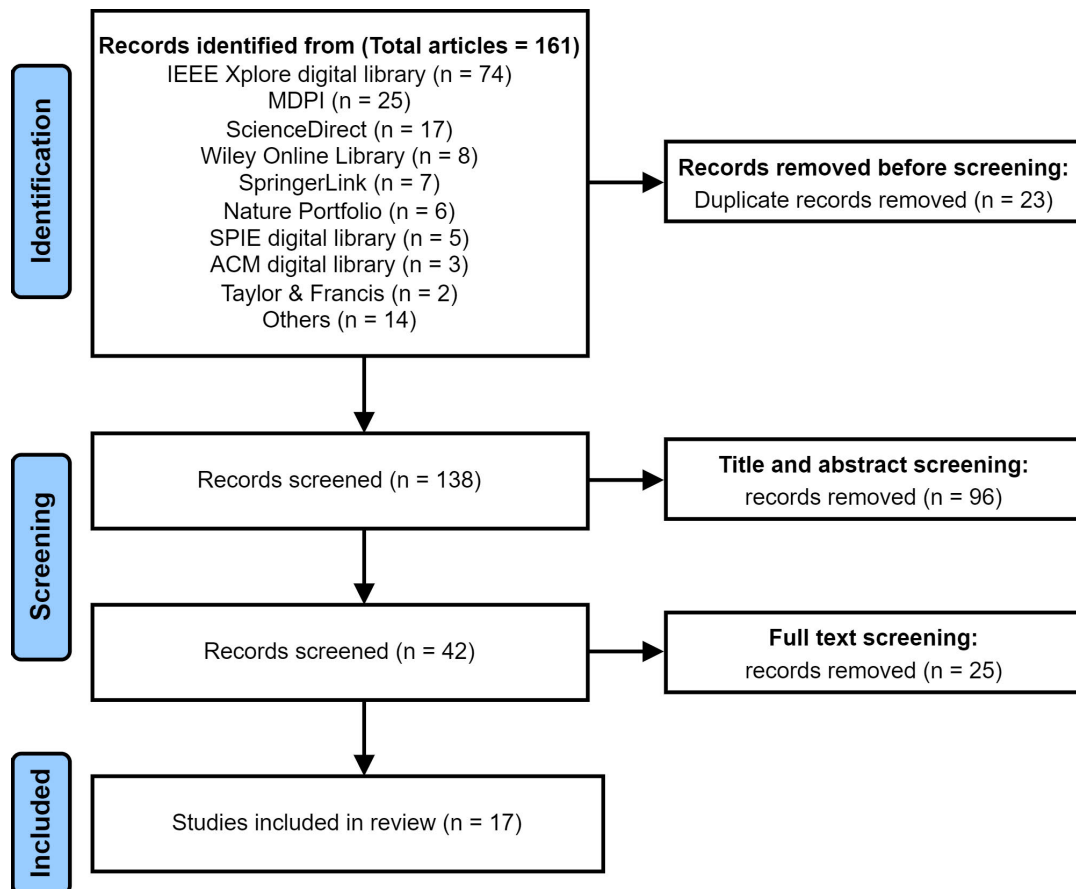 Identification
Records identified from (Total articles = 161)
IEEE Xplore digital library (n = 74)
MDPI (n = 25)
ScienceDirect (n = 17)
Wiley Online Library (n = 8)
SpringerLink (n = 7)
Nature Portfolio (n = 6)
SPIE digital library (n = 5)
ACM digital library (n = 3)
Taylor & Francis (n = 2)
Others (n = 14)
Records removed before screening:
Duplicate records removed (n = 23)
Screening
Records screened (n = 138)
Title and abstract screening:
records removed (n = 96)
Records screened (n = 42)
Full text screening:
records removed (n = 25)
Included
Studies included in review (n = 17)